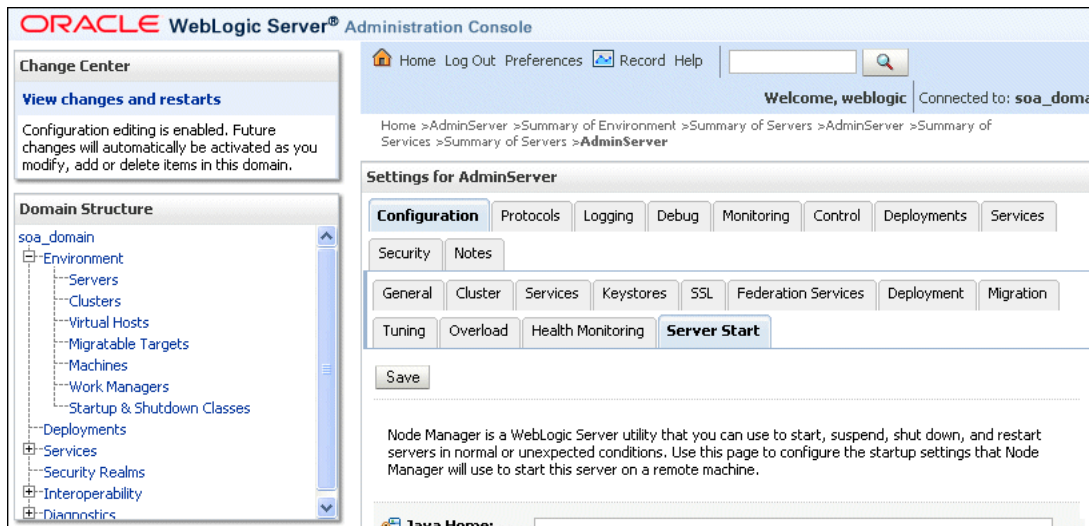 ORACLE WebLogic Server® Administration Console
Change Center
View changes and restarts
Configuration editing is enabled. Future
changes will automatically be activated as you
modify, add or delete items in this domain.
Domain Structure
soa_domain
Environment
Servers
Clusters
Virtual Hosts
Migratable Targets
Machines
Work Managers
Startup & Shutdown Classes
Deployments
Services
Security Realms
Interoperability
Diagnostics
Home Log Out Preferences Record Help
Welcome, weblogic Connected to: soa_doma
Home >AdminServer >Summary of Environment >Summary of Servers >AdminServer >Summary of
Services >Summary of Servers >AdminServer
Settings for AdminServer
Configuration Protocols Logging Debug Monitoring Control Deployments Services
Security Notes
General Cluster Services Keystores SSL Federation Services Deployment Migration
Tuning Overload Health Monitoring Server Start
Save
Node Manager is a WebLogic Server utility that you can use to start, suspend, shut down, and restart
servers in normal or unexpected conditions. Use this page to configure the startup settings that Node
Manager will use to start this server on a remote machine.
Java Home: